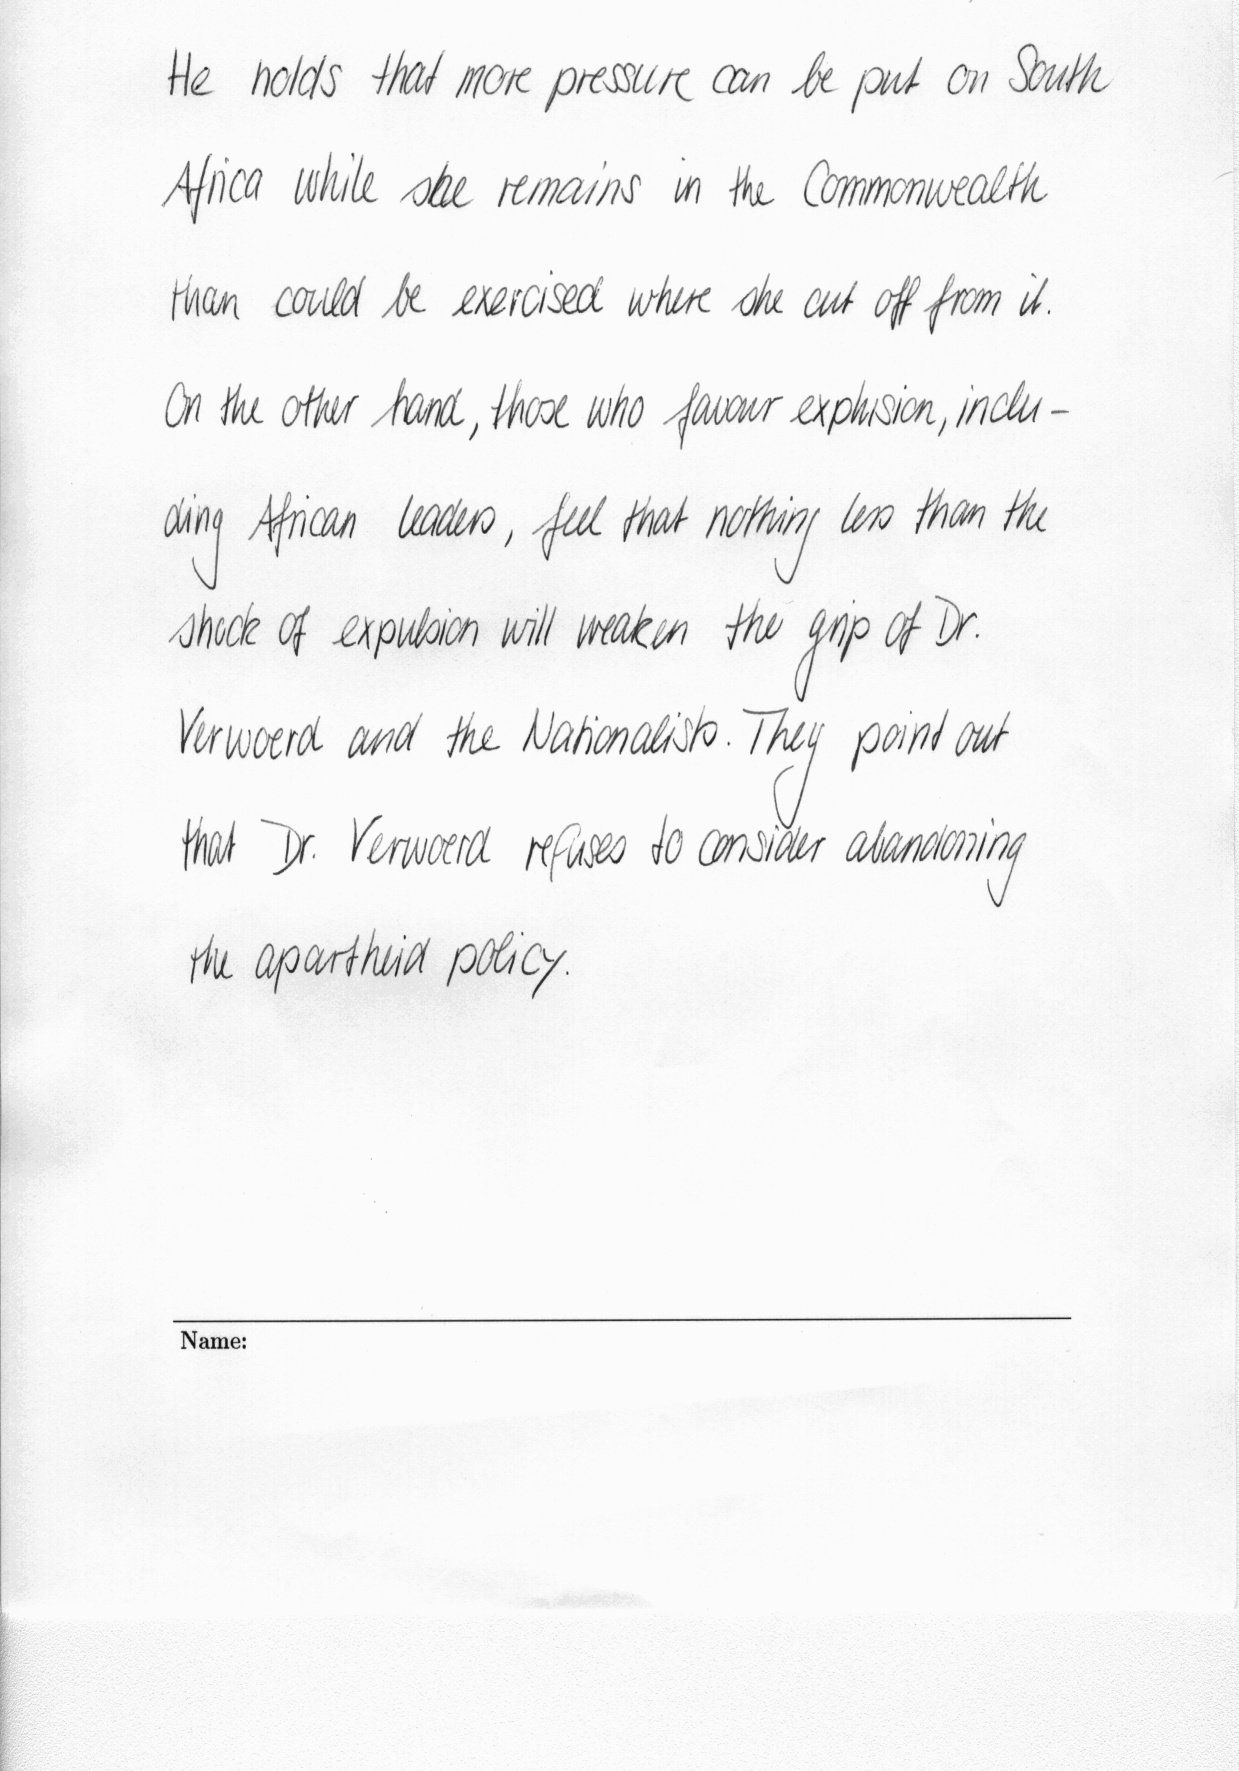 He holds that more pressure can be put on South
Africa while she remains in the Commonwealth
than could be exercised where she cut off from it.
On the other hand, those who favour explusion, inclu-
ding African leaders, feel that nothing less than the
shock of expulsion will weaken the grip of Dr.
Verwoerd and the Nationalists. They point out
that Dr. Verwoerd refuses to consider abandoning
the apartheid policy.
Name: